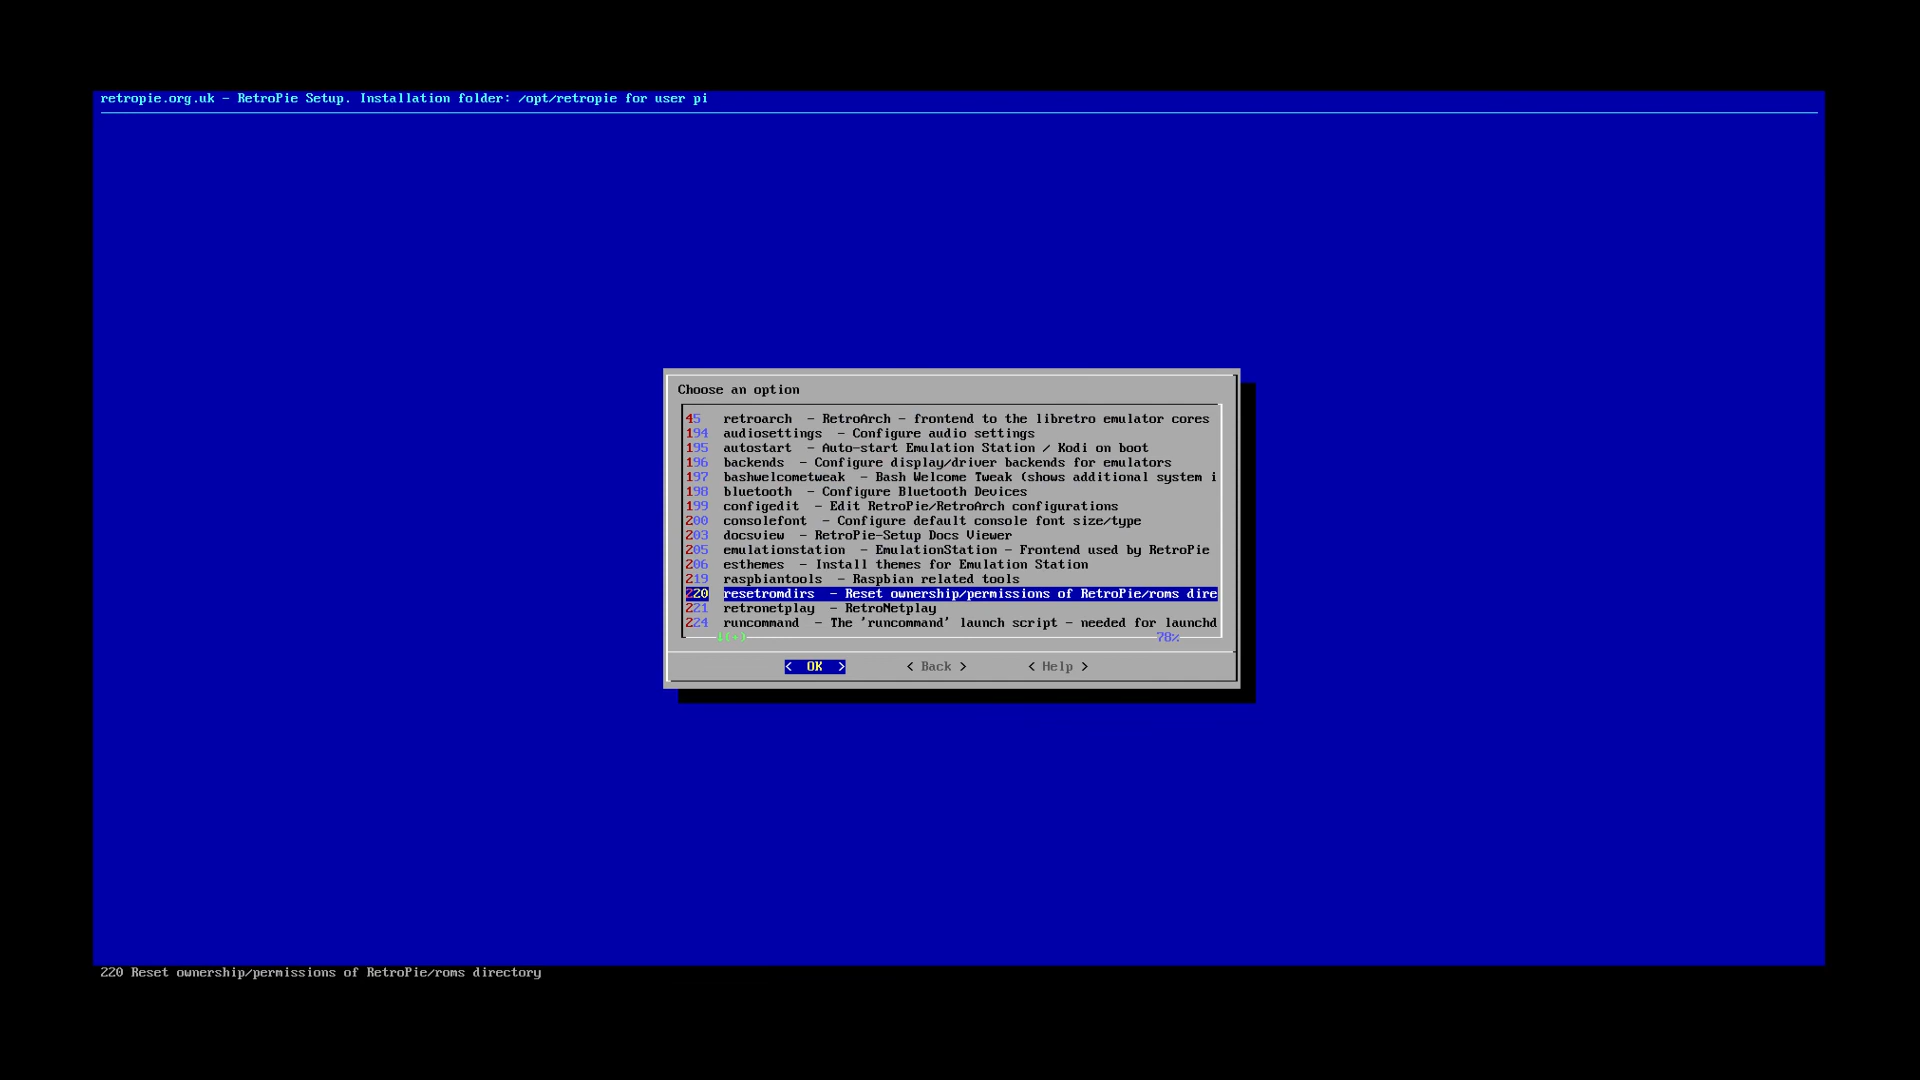 retropie.org.uk - RetroPie Setup. Installation folder: /opt/retropie for user pi
Choose an option
45 retroarch - RetroArch - frontend to the libretro emulator cores
194 audiosettings - Configure audio settings
195 autostart - Auto-start Emulation Station / Kodi on boot
196 backends - Configure display/driver backends for emulators
197 bashwelcometweak - Bash Welcome Tweak (shows additional system i
198 bluetooth - Configure Bluetooth Devices
199 configedit - Edit RetroPie/RetroArch configurations
200 consolefont - Configure default console font size/type
203 docsview - RetroPie-Setup Docs Viewer
205 emulationstation - EmulationStation - Frontend used by RetroPie
206 esthemes - Install themes for Emulation Station
219 raspbiantools - Raspbian related tools
220 resetromdirs - Reset ownership/permissions of RetroPie/roms dire
221 retronetplay - RetroNetplay
224 runcommand - The 'runcommand' launch script - needed for launchd
↓(+) 78%
< OK > < Back > < Help >
220 Reset ownership/permissions of RetroPie/roms directory